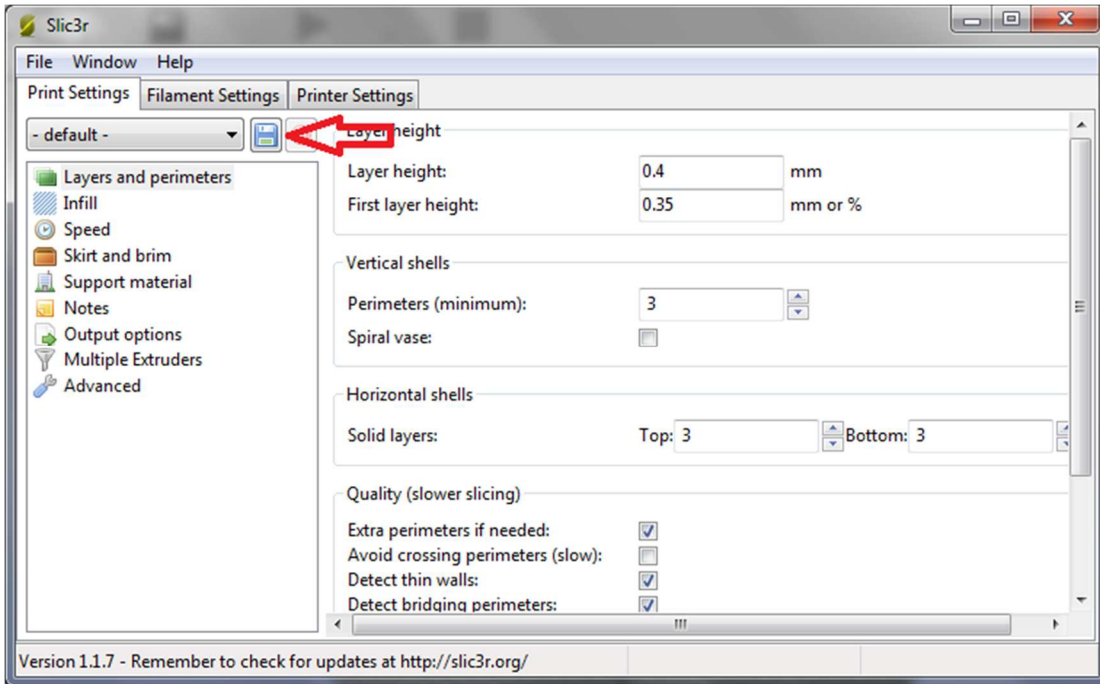 Slic3r
File Window Help
Print Settings Filament Settings Printer Settings
- default -
Layers and perimeters
Infill
Speed
Skirt and brim
Support material
Notes
Output options
Multiple Extruders
Advanced
Layer height
Layer height: 0.4 mm
First layer height: 0.35 mm or %
Vertical shells
Perimeters (minimum): 3
Spiral vase:
Horizontal shells
Solid layers: Top: 3 Bottom: 3
Quality (slower slicing)
Extra perimeters if needed:
Avoid crossing perimeters (slow):
Detect thin walls:
Detect bridging perimeters:
Version 1.1.7 - Remember to check for updates at http://slic3r.org/